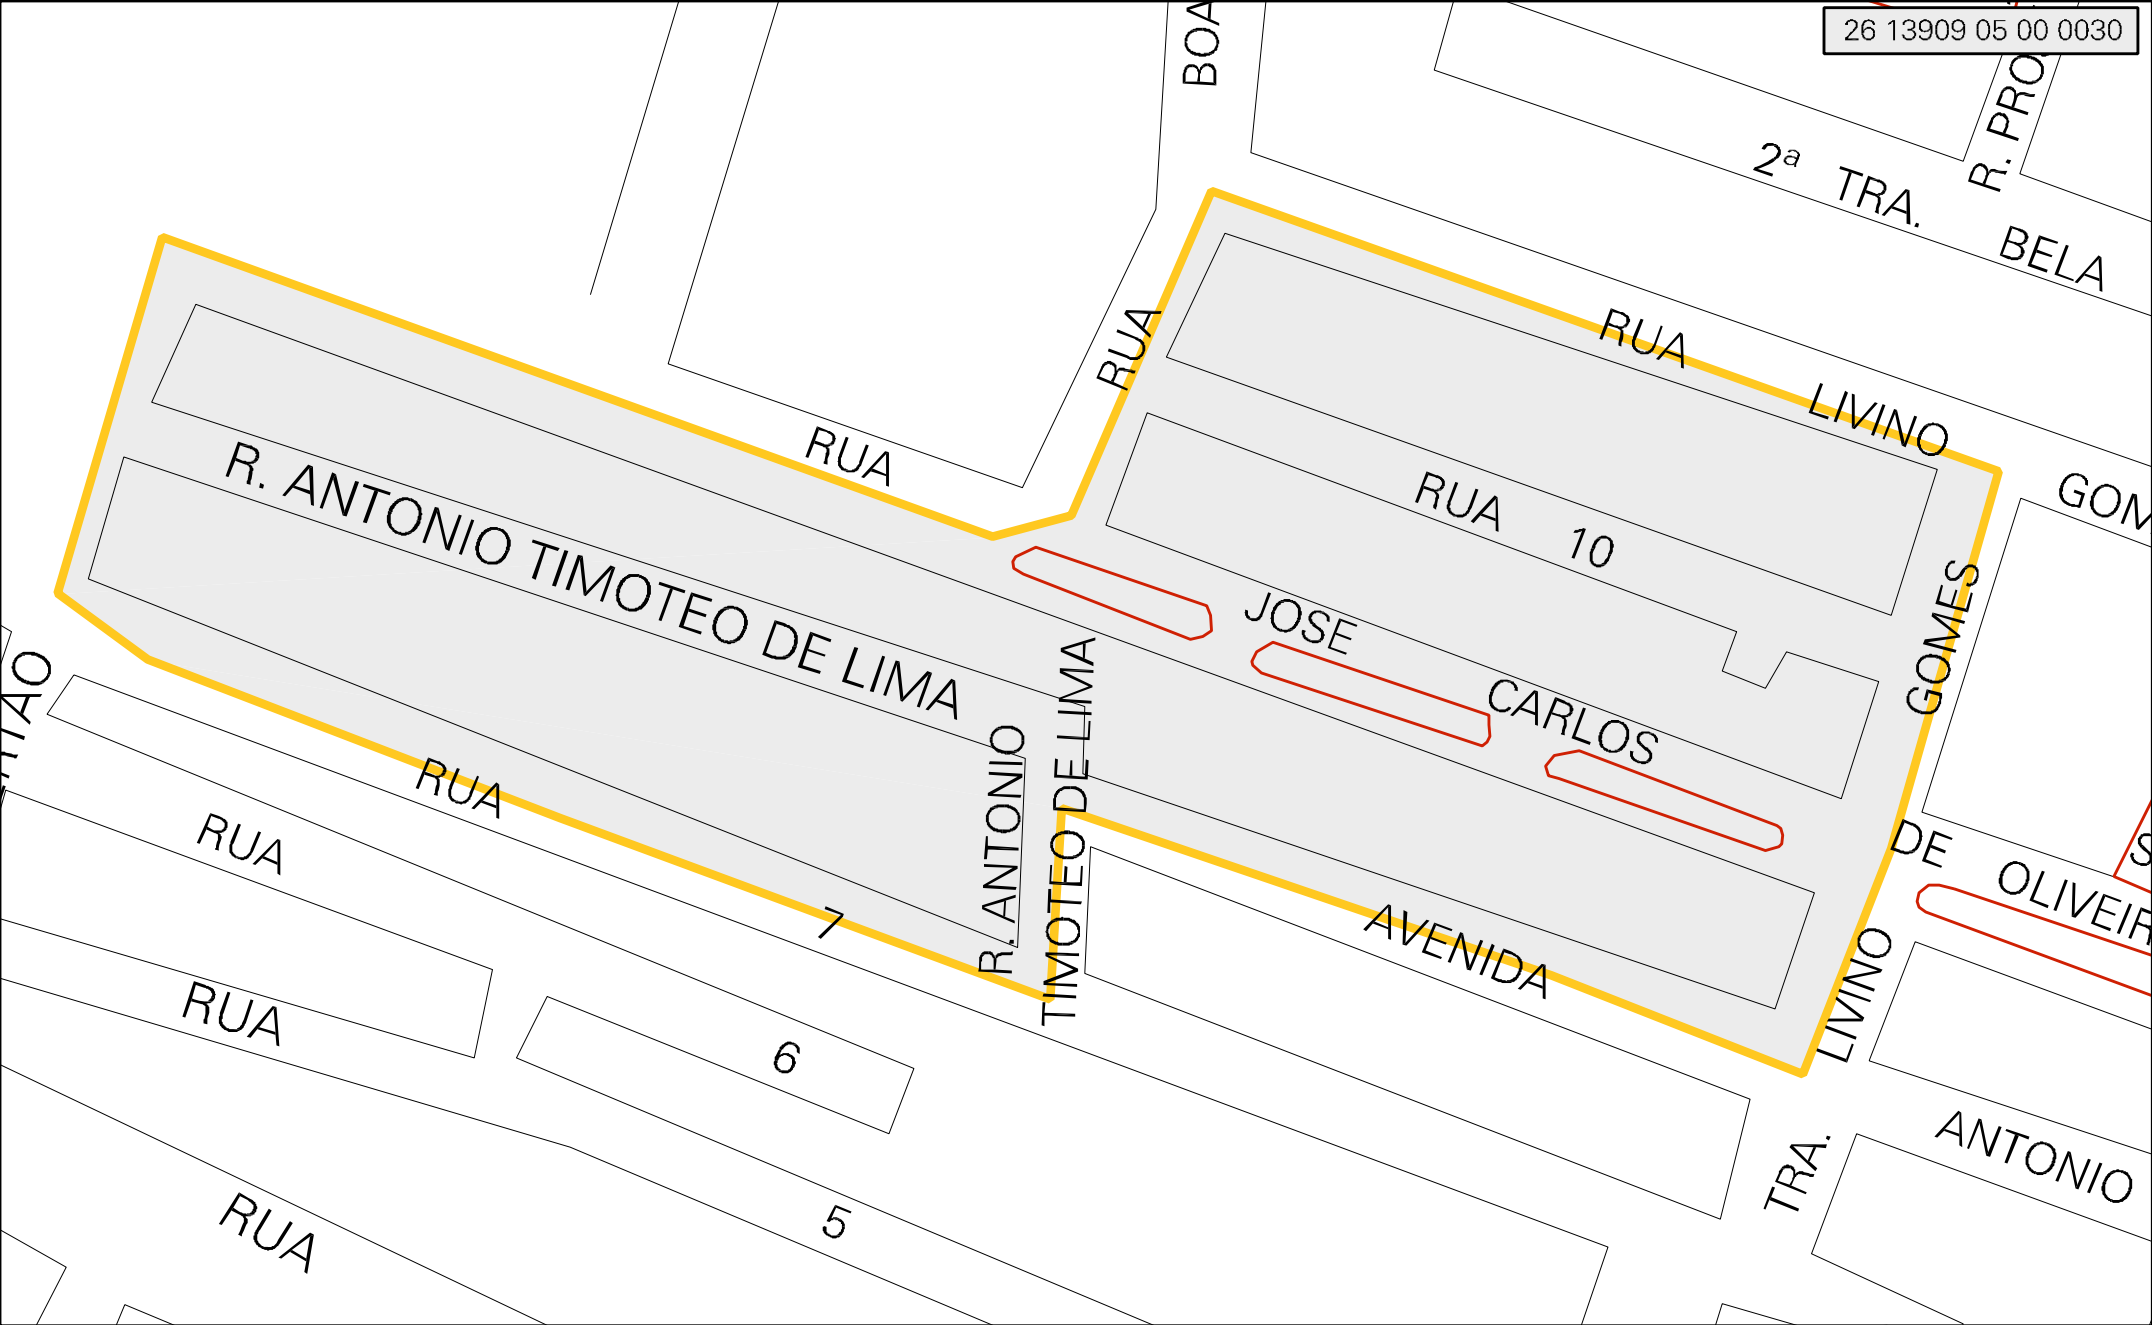 26 13909 05 00 0030
BOA
R. PRO
2ª TRA. BELA
RUA LIVINO GOM
RUA
RUA
RUA 10
R. ANTONIO TIMOTEO DE LIMA
JOSE CARLOS
DE OLIVEIR
TRA. LIVINO GOMES
R. ANTONIO
TIMOTEO DE LIMA
RUA 7
AVENIDA
ANTONIO
RUA 6
RUA 5
RUA